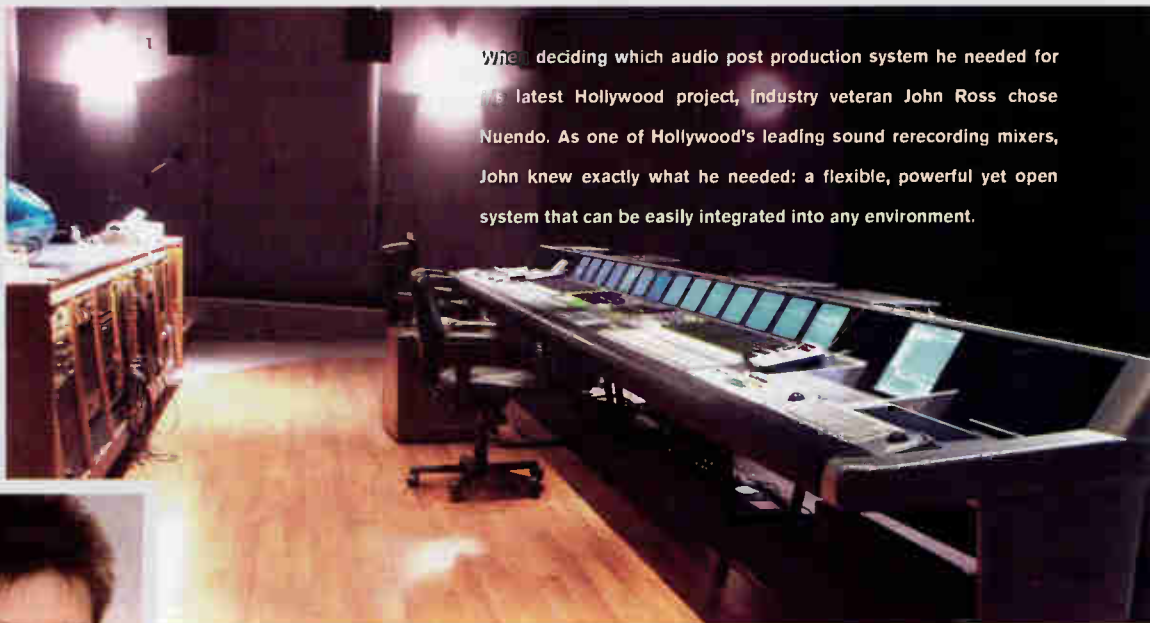 When deciding which audio post production system he needed for
his latest Hollywood project, industry veteran John Ross chose
Nuendo. As one of Hollywood's leading sound rerecording mixers,
John knew exactly what he needed: a flexible, powerful yet open
system that can be easily integrated into any environment.